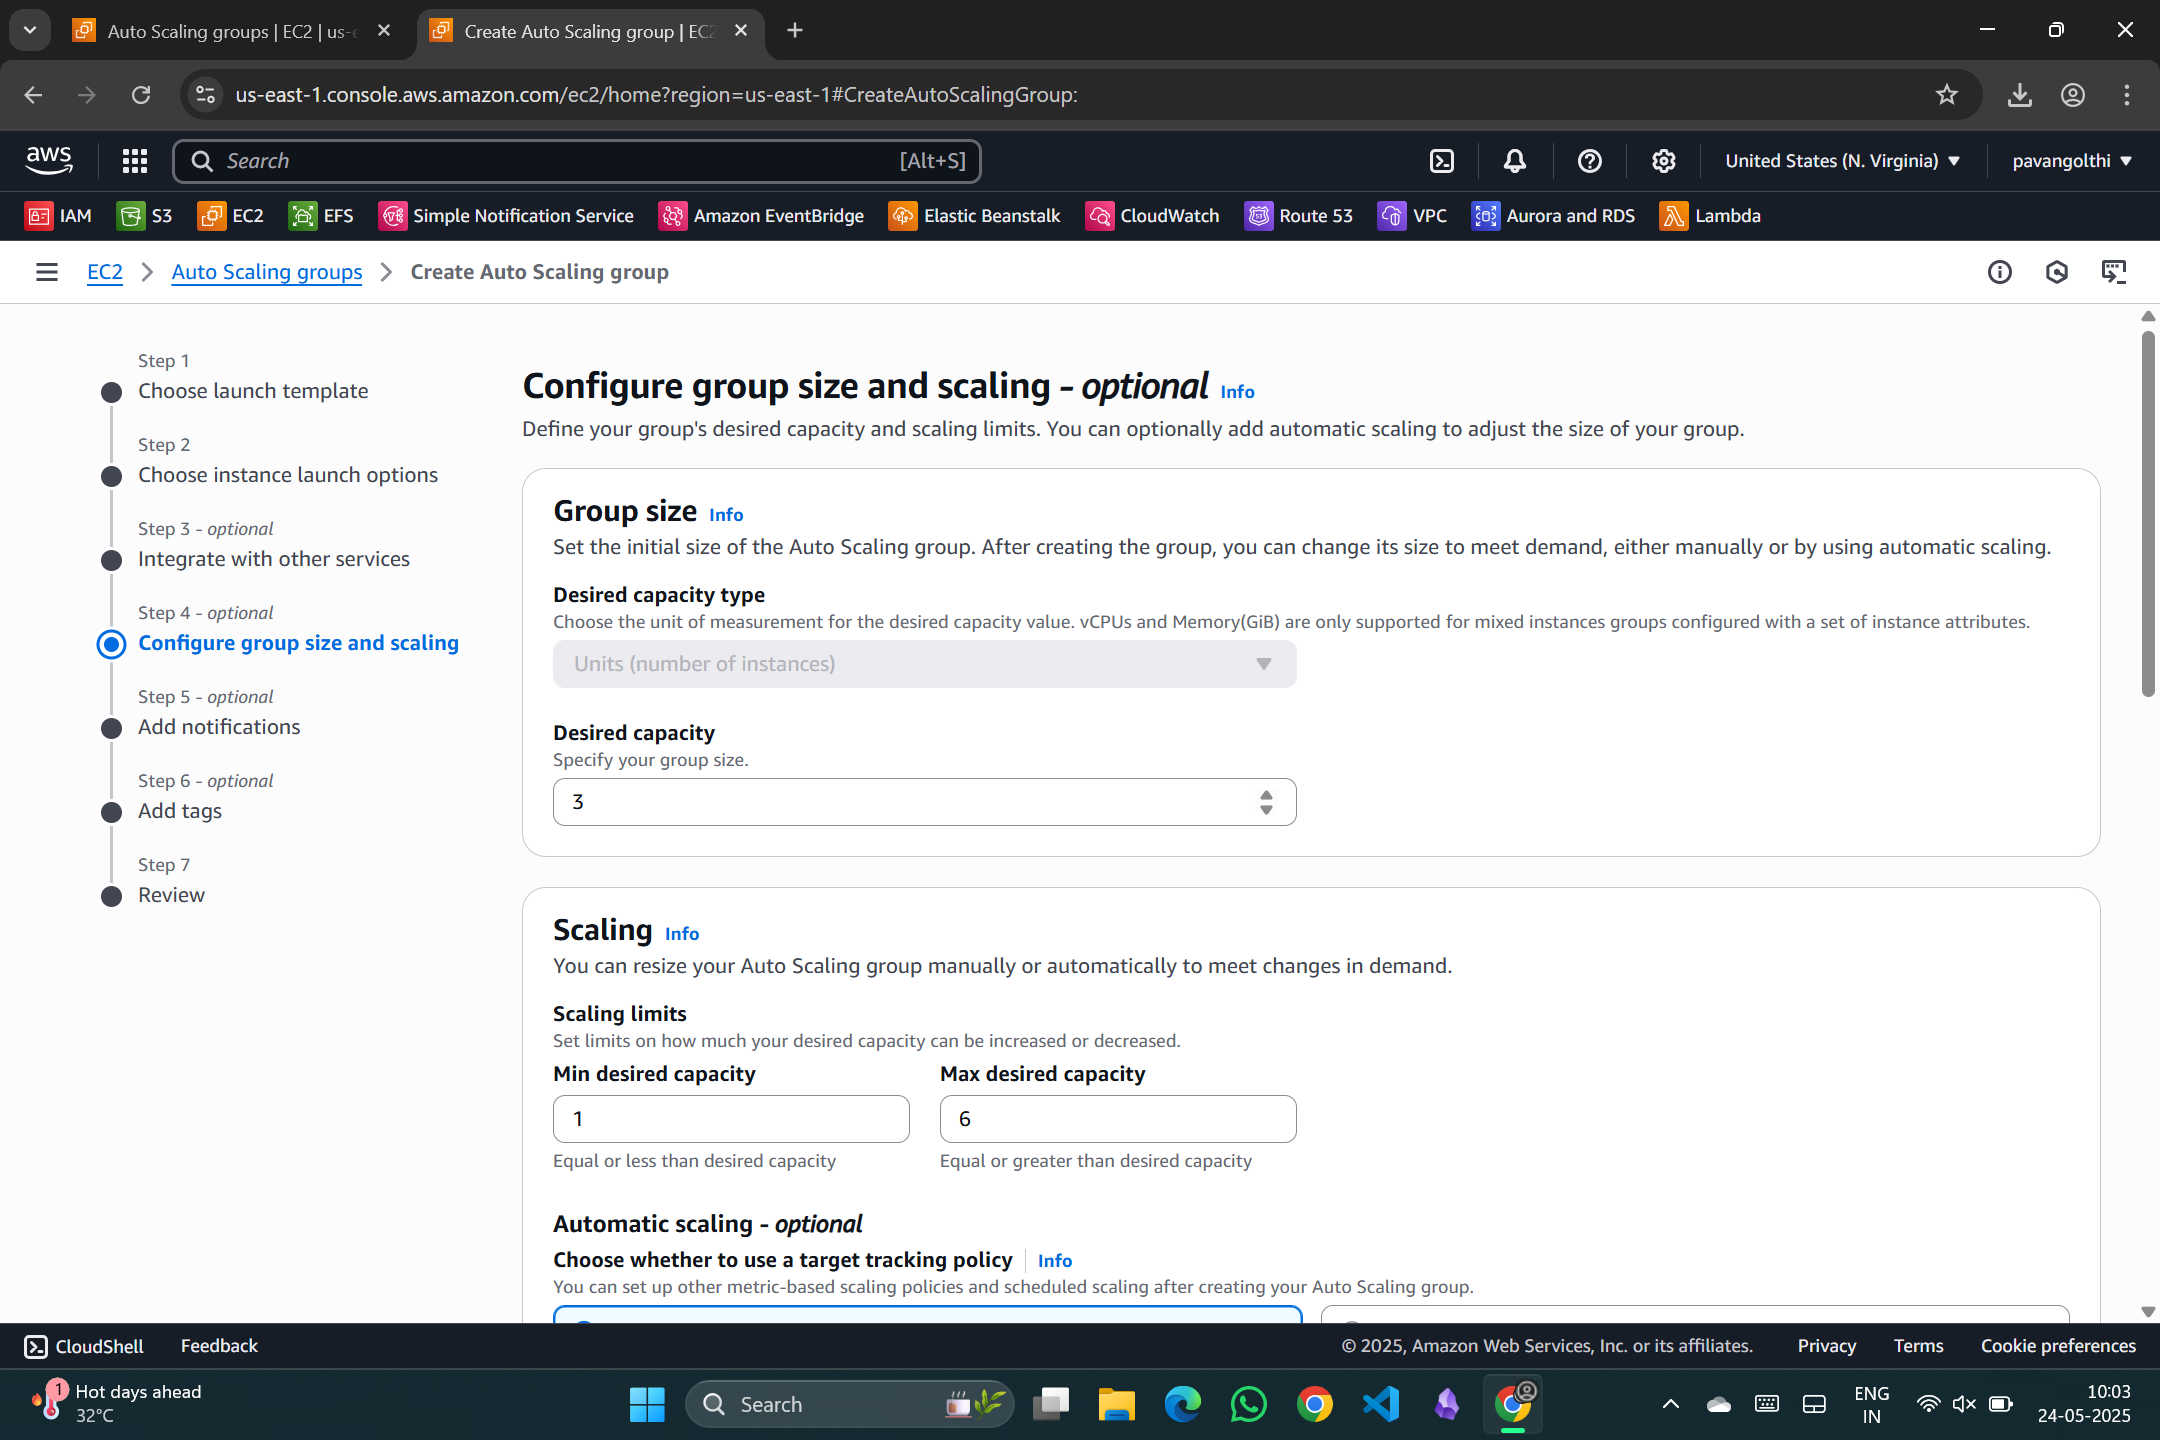 Auto Scaling groups | EC2 | us-e
Create Auto Scaling group | EC2
us-east-1.console.aws.amazon.com/ec2/home?region=us-east-1#CreateAutoScalingGroup:
aws
Search
[Alt+S]
United States (N. Virginia)
pavangolthi
IAM
S3
EC2
EFS
Simple Notification Service
Amazon EventBridge
Elastic Beanstalk
CloudWatch
Route 53
VPC
Aurora and RDS
Lambda
EC2
Auto Scaling groups
Create Auto Scaling group
Step 1
Choose launch template
Step 2
Choose instance launch options
Step 3 - optional
Integrate with other services
Step 4 - optional
Configure group size and scaling
Step 5 - optional
Add notifications
Step 6 - optional
Add tags
Step 7
Review
Configure group size and scaling - optional Info
Define your group's desired capacity and scaling limits. You can optionally add automatic scaling to adjust the size of your group.
Group size Info
Set the initial size of the Auto Scaling group. After creating the group, you can change its size to meet demand, either manually or by using automatic scaling.
Desired capacity type
Choose the unit of measurement for the desired capacity value. vCPUs and Memory(GiB) are only supported for mixed instances groups configured with a set of instance attributes.
Units (number of instances)
Desired capacity
Specify your group size.
3
Scaling Info
You can resize your Auto Scaling group manually or automatically to meet changes in demand.
Scaling limits
Set limits on how much your desired capacity can be increased or decreased.
Min desired capacity
Max desired capacity
1
6
Equal or less than desired capacity
Equal or greater than desired capacity
Automatic scaling - optional
Choose whether to use a target tracking policy Info
You can set up other metric-based scaling policies and scheduled scaling after creating your Auto Scaling group.
CloudShell
Feedback
© 2025, Amazon Web Services, Inc. or its affiliates.
Privacy
Terms
Cookie preferences
1
Hot days ahead
32°C
Search
ENG
IN
10:03
24-05-2025